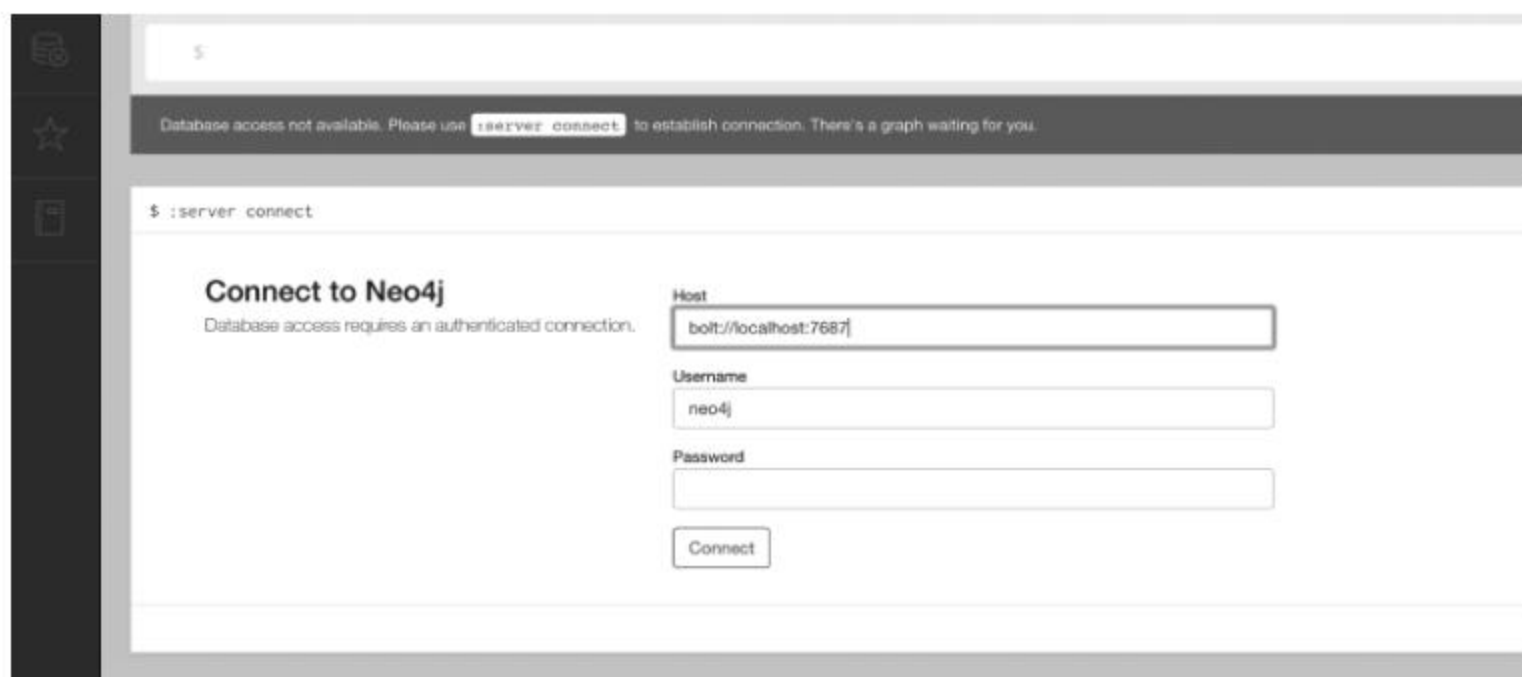 $
Database access not available. Please use :server connect to establish connection. There's a graph waiting for you.
$ :server connect
Connect to Neo4j
Database access requires an authenticated connection.
Host
bolt://localhost:7687
Username
neo4j
Password
Connect